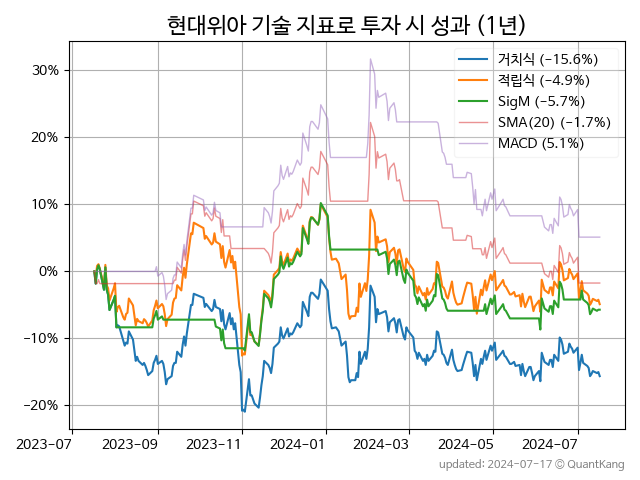 현대위아 기술 지표로 투자 시 성과 (1년)
거치식 (-15.6%)
적립식 (-4.9%)
SigM (-5.7%)
SMA(20) (-1.7%)
MACD (5.1%)
30%
20%
10%
0%
-10%
-20%
2023-07 2023-09 2023-11 2024-01 2024-03 2024-05 2024-07
updated: 2024-07-17 © QuantKang